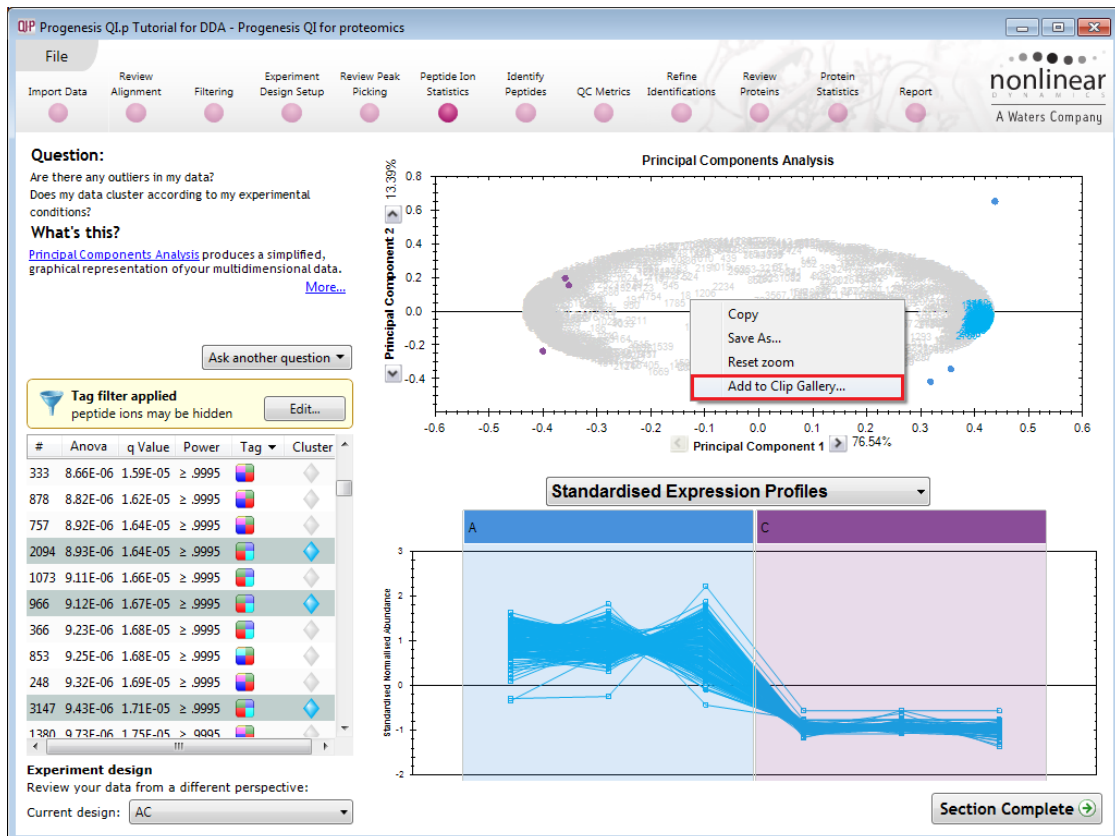 Progenesis QI.p Tutorial for DDA - Progenesis QI for proteomics
File
Import Data
Review Alignment
Filtering
Experiment Design Setup
Review Peak Picking
Peptide Ion Statistics
Identify Peptides
QC Metrics
Refine Identifications
Review Proteins
Protein Statistics
Report
nonlinear
DYNAMICS
A Waters Company
Question:
Are there any outliers in my data?
Does my data cluster according to my experimental
conditions?
What's this?
Principal Components Analysis produces a simplified,
graphical representation of your multidimensional data.
More...
Ask another question
Tag filter applied
peptide ions may be hidden
Edit...
# Anova q Value Power Tag Cluster
333 8.66E-06 1.59E-05 ≥ .9995
878 8.82E-06 1.62E-05 ≥ .9995
757 8.92E-06 1.64E-05 ≥ .9995
2094 8.93E-06 1.64E-05 ≥ .9995
1073 9.11E-06 1.66E-05 ≥ .9995
966 9.12E-06 1.67E-05 ≥ .9995
366 9.23E-06 1.68E-05 ≥ .9995
853 9.25E-06 1.68E-05 ≥ .9995
248 9.32E-06 1.69E-05 ≥ .9995
3147 9.43E-06 1.71E-05 ≥ .9995
1380 9.73E-06 1.75E-05 ≥ .9995
Experiment design
Review your data from a different perspective:
Current design: AC
Principal Components Analysis
Principal Component 2 13.39%
0.8
0.6
0.4
0.2
0.0
-0.2
-0.4
Copy
Save As...
Reset zoom
Add to Clip Gallery...
-0.6 -0.5 -0.4 -0.3 -0.2 -0.1 0.0 0.1 0.2 0.3 0.4 0.5 0.6
Principal Component 1 76.54%
Standardised Expression Profiles
A C
Standardised Normalised Abundance
3
2
1
0
-1
-2
Section Complete